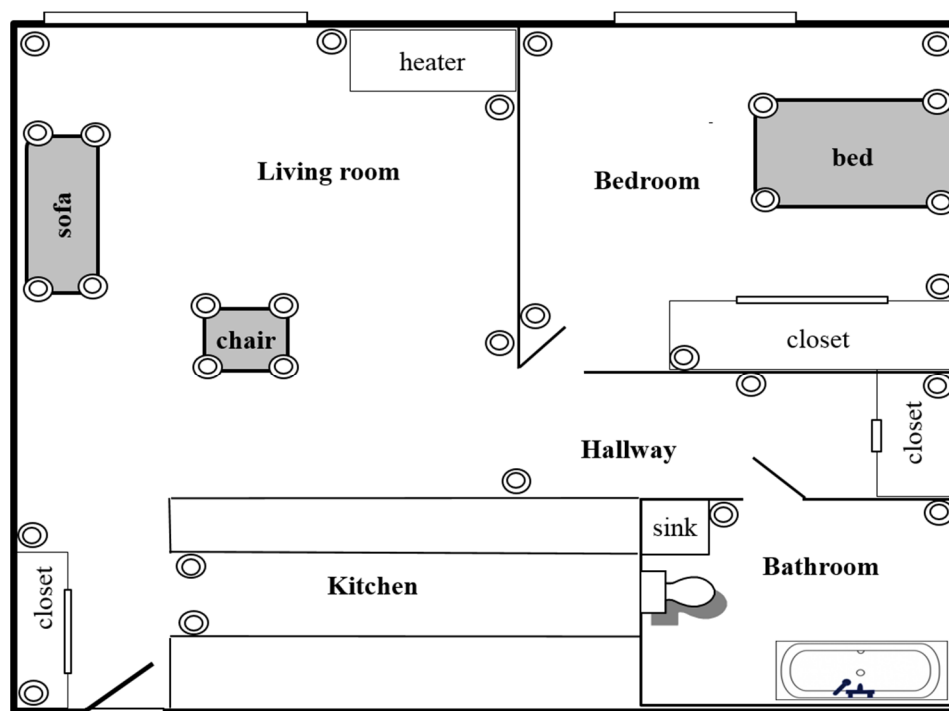 heater
Living room
Bedroom
bed
sofa
chair
closet
closet
Hallway
sink
Bathroom
Kitchen
closet